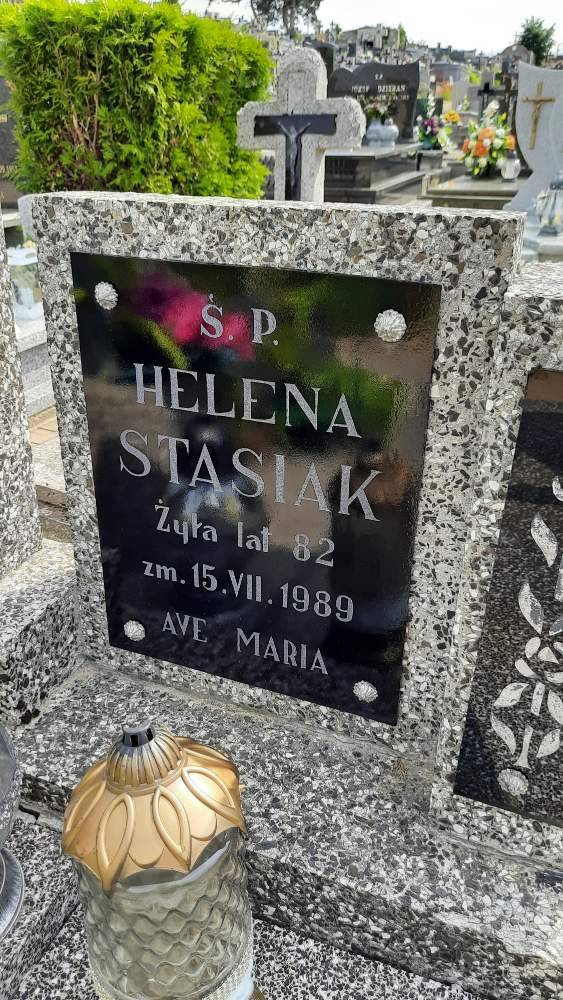 Ś. P.
HELENA
STASIAK
Żyła lat 82
zm. 15.VII.1989
AVE MARIA